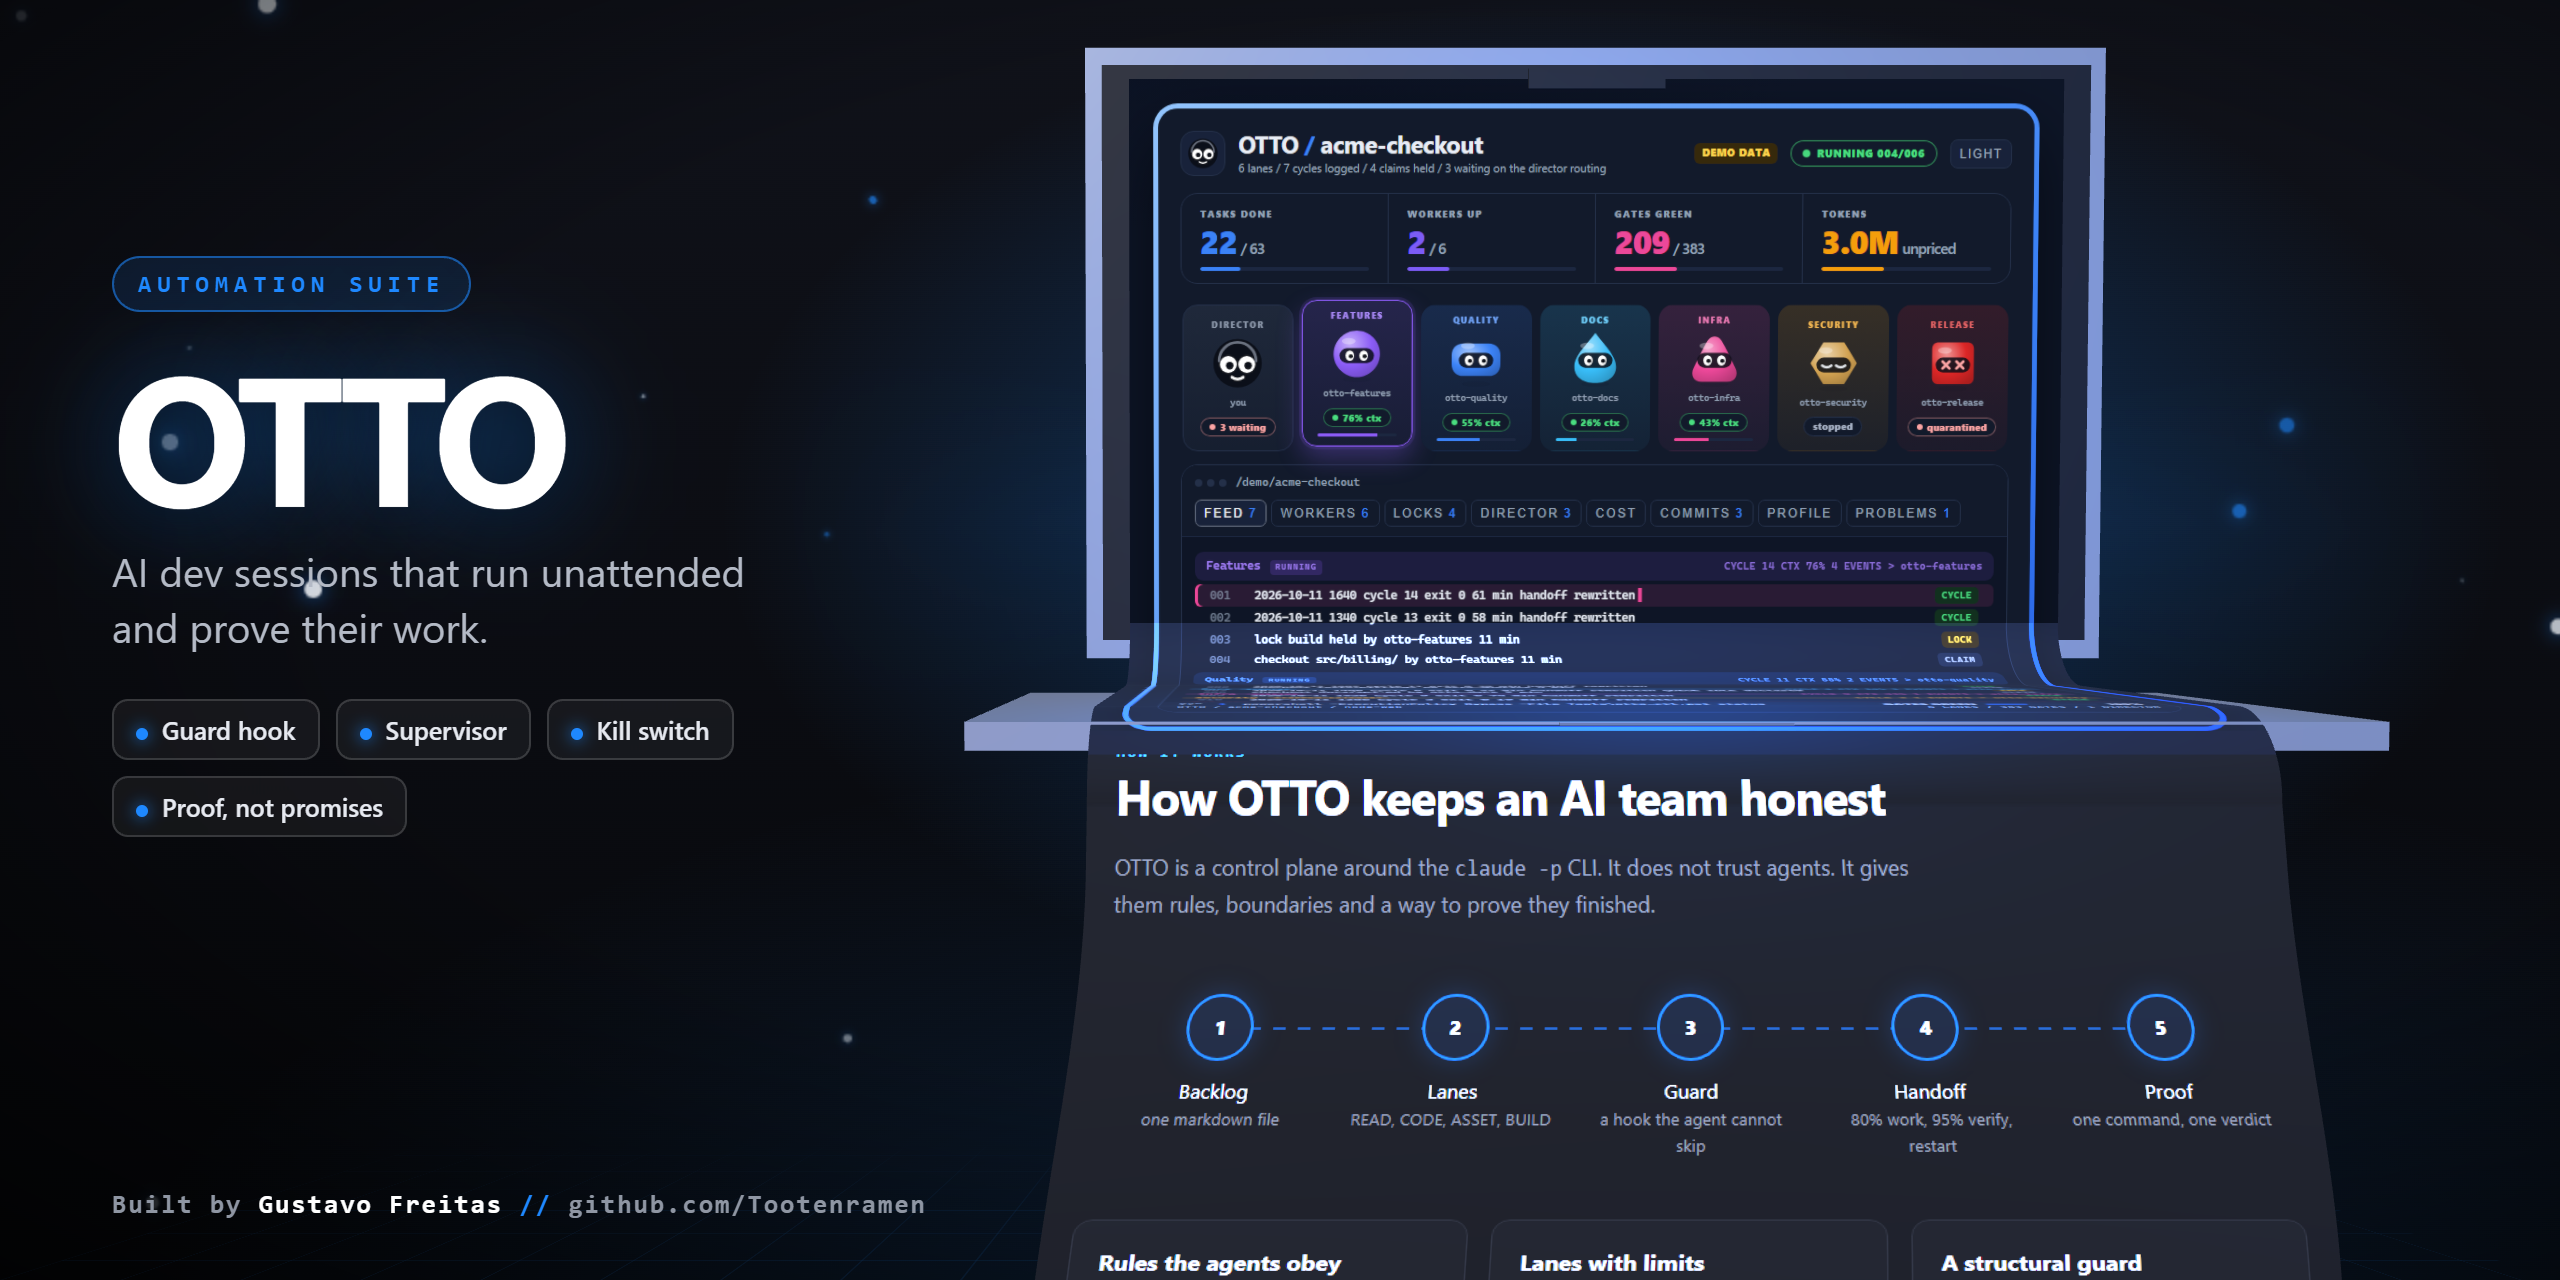 AUTOMATION SUITE
OTTO
AI dev sessions that run unattended
and prove their work.
Guard hook
Supervisor
Kill switch
Proof, not promises
Built by Gustavo Freitas // github.com/Tootenramen
OTTO / acme-checkout
6 lanes / 7 cycles logged / 4 claims held / 3 waiting on the director routing
DEMO DATA
RUNNING 004/006
LIGHT
TASKS DONE
22 / 63
WORKERS UP
2 / 6
GATES GREEN
209 / 383
TOKENS
3.0M unpriced
DIRECTOR
you
3 waiting
FEATURES
otto-features
76% ctx
QUALITY
otto-quality
55% ctx
DOCS
otto-docs
26% ctx
INFRA
otto-infra
43% ctx
SECURITY
otto-security
stopped
RELEASE
otto-release
quarantined
/demo/acme-checkout
FEED 7
WORKERS 6
LOCKS 4
DIRECTOR 3
COST
COMMITS 3
PROFILE
PROBLEMS 1
Features RUNNING CYCLE 14 CTX 76% 4 EVENTS > otto-features
001 2026-10-11 1640 cycle 14 exit 0 61 min handoff rewritten CYCLE
002 2026-10-11 1340 cycle 13 exit 0 58 min handoff rewritten CYCLE
003 lock build held by otto-features 11 min LOCK
004 checkout src/billing/ by otto-features 11 min CLAIM
Quality RUNNING
HOW IT WORKS
How OTTO keeps an AI team honest
OTTO is a control plane around the claude -p CLI. It does not trust agents. It gives
them rules, boundaries and a way to prove they finished.
1
2
3
4
5
Backlog
one markdown file
Lanes
READ, CODE, ASSET, BUILD
Guard
a hook the agent cannot
skip
Handoff
80% work, 95% verify,
restart
Proof
one command, one verdict
Rules the agents obey
Lanes with limits
A structural guard